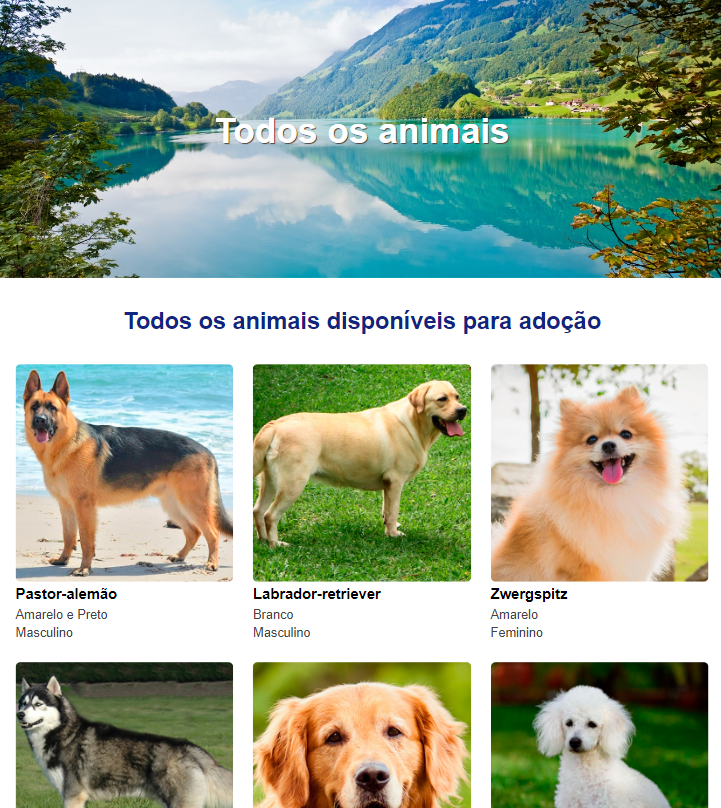 Todos os animais
Todos os animais disponíveis para adoção
Pastor-alemão
Amarelo e Preto
Masculino
Labrador-retriever
Branco
Masculino
Zwergspitz
Amarelo
Feminino